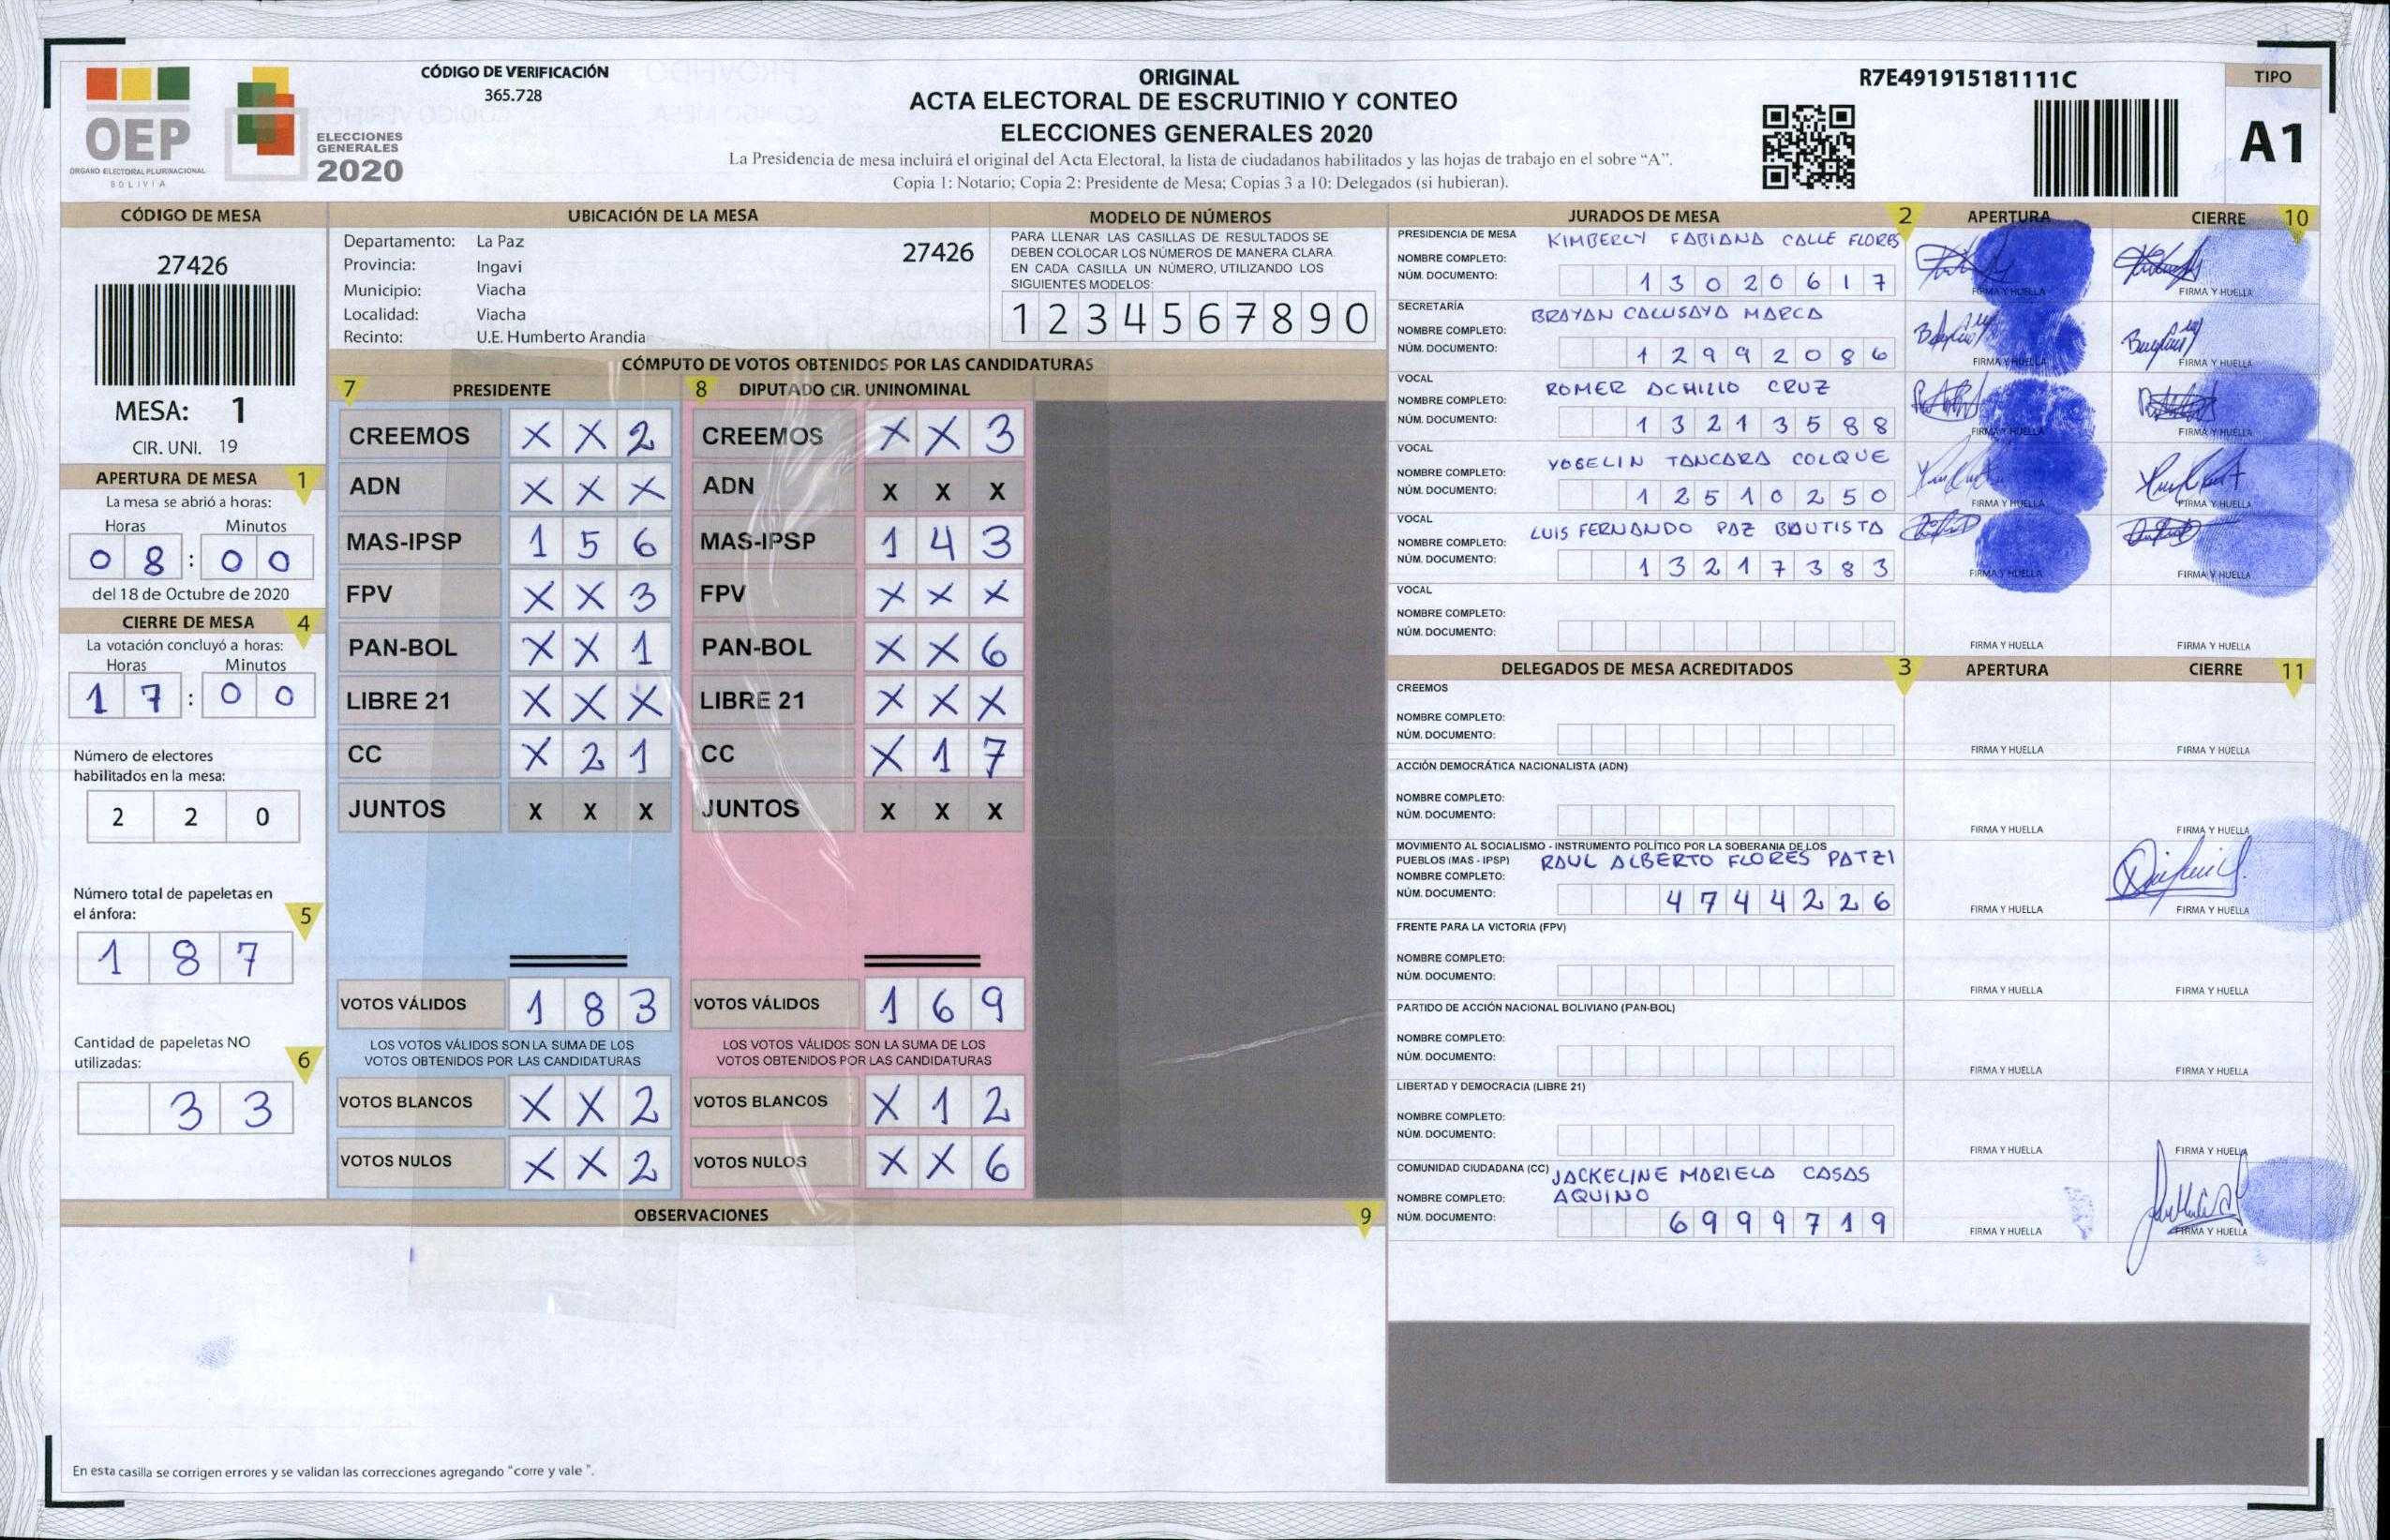 OEP
ÓRGANO ELECTORAL PLURINACIONAL
BOLIVIA
ELECCIONES
GENERALES
2020
CÓDIGO DE VERIFICACIÓN
365.728
ORIGINAL
ACTA ELECTORAL DE ESCRUTINIO Y CONTEO
ELECCIONES GENERALES 2020
La Presidencia de mesa incluirá el original del Acta Electoral, la lista de ciudadanos habilitados y las hojas de trabajo en el sobre “A”.
Copia 1: Notario; Copia 2: Presidente de Mesa; Copias 3 a 10: Delegados (si hubieran).
R7E491915181111C
TIPO
A1
CÓDIGO DE MESA
27426
MESA: 1
CIR. UNI. 19
APERTURA DE MESA 1
La mesa se abrió a horas:
Horas Minutos
0 8 : 0 0
del 18 de Octubre de 2020
CIERRE DE MESA 4
La votación concluyó a horas:
Horas Minutos
1 7 : 0 0
Número de electores
habilitados en la mesa:
2 2 0
Número total de papeletas en
el ánfora: 5
1 8 7
Cantidad de papeletas NO
utilizadas: 6
3 3
UBICACIÓN DE LA MESA
Departamento: La Paz 27426
Provincia: Ingavi
Municipio: Viacha
Localidad: Viacha
Recinto: U.E. Humberto Arandia
MODELO DE NÚMEROS
PARA LLENAR LAS CASILLAS DE RESULTADOS SE
DEBEN COLOCAR LOS NÚMEROS DE MANERA CLARA
EN CADA CASILLA UN NÚMERO, UTILIZANDO LOS
SIGUIENTES MODELOS:
1 2 3 4 5 6 7 8 9 0
CÓMPUTO DE VOTOS OBTENIDOS POR LAS CANDIDATURAS
7 PRESIDENTE 8 DIPUTADO CIR. UNINOMINAL
CREEMOS X X 2 CREEMOS X X 3
ADN X X X ADN X X X
MAS-IPSP 1 5 6 MAS-IPSP 1 4 3
FPV X X 3 FPV X X X
PAN-BOL X X 1 PAN-BOL X X 6
LIBRE 21 X X X LIBRE 21 X X X
CC X 2 1 CC X 1 7
JUNTOS X X X JUNTOS X X X
VOTOS VÁLIDOS 1 8 3 VOTOS VÁLIDOS 1 6 9
LOS VOTOS VÁLIDOS SON LA SUMA DE LOS LOS VOTOS VÁLIDOS SON LA SUMA DE LOS
VOTOS OBTENIDOS POR LAS CANDIDATURAS VOTOS OBTENIDOS POR LAS CANDIDATURAS
VOTOS BLANCOS X X 2 VOTOS BLANCOS X 1 2
VOTOS NULOS X X 2 VOTOS NULOS X X 6
OBSERVACIONES 9
En esta casilla se corrigen errores y se validan las correcciones agregando “corre y vale ”.
JURADOS DE MESA 2 APERTURA CIERRE 10
PRESIDENCIA DE MESA KIMBERLY FABIANA CALLE FLORES
NOMBRE COMPLETO:
NÚM. DOCUMENTO: 1 3 0 2 0 6 1 7
FIRMA Y HUELLA FIRMA Y HUELLA
SECRETARÍA BRAYAN CALLISAYA MARCA
NOMBRE COMPLETO:
NÚM. DOCUMENTO: 1 2 9 9 2 0 8 6
FIRMA Y HUELLA FIRMA Y HUELLA
VOCAL ROMER ACHILLO CRUZ
NOMBRE COMPLETO:
NÚM. DOCUMENTO: 1 3 2 1 3 5 8 8
FIRMA Y HUELLA FIRMA Y HUELLA
VOCAL YOSELIN TANCARA COLQUE
NOMBRE COMPLETO:
NÚM. DOCUMENTO: 1 2 5 1 0 2 5 0
FIRMA Y HUELLA FIRMA Y HUELLA
VOCAL LUIS FERNANDO PAZ BAUTISTA
NOMBRE COMPLETO:
NÚM. DOCUMENTO: 1 3 2 1 7 3 8 3
FIRMA Y HUELLA FIRMA Y HUELLA
VOCAL
NOMBRE COMPLETO:
NÚM. DOCUMENTO:
FIRMA Y HUELLA FIRMA Y HUELLA
DELEGADOS DE MESA ACREDITADOS 3 APERTURA CIERRE 11
CREEMOS
NOMBRE COMPLETO:
NÚM. DOCUMENTO:
FIRMA Y HUELLA FIRMA Y HUELLA
ACCIÓN DEMOCRÁTICA NACIONALISTA (ADN)
NOMBRE COMPLETO:
NÚM. DOCUMENTO:
FIRMA Y HUELLA FIRMA Y HUELLA
MOVIMIENTO AL SOCIALISMO - INSTRUMENTO POLÍTICO POR LA SOBERANIA DE LOS
PUEBLOS (MAS - IPSP) RAUL ALBERTO FLORES PATZI
NOMBRE COMPLETO:
NÚM. DOCUMENTO: 4 7 4 4 2 2 6
FIRMA Y HUELLA FIRMA Y HUELLA
FRENTE PARA LA VICTORIA (FPV)
NOMBRE COMPLETO:
NÚM. DOCUMENTO:
FIRMA Y HUELLA FIRMA Y HUELLA
PARTIDO DE ACCIÓN NACIONAL BOLIVIANO (PAN-BOL)
NOMBRE COMPLETO:
NÚM. DOCUMENTO:
FIRMA Y HUELLA FIRMA Y HUELLA
LIBERTAD Y DEMOCRACIA (LIBRE 21)
NOMBRE COMPLETO:
NÚM. DOCUMENTO:
FIRMA Y HUELLA FIRMA Y HUELLA
COMUNIDAD CIUDADANA (CC) JACKELINE MARIELA CASAS
NOMBRE COMPLETO: AQUINO
NÚM. DOCUMENTO: 6 9 9 9 7 1 9
FIRMA Y HUELLA FIRMA Y HUELLA